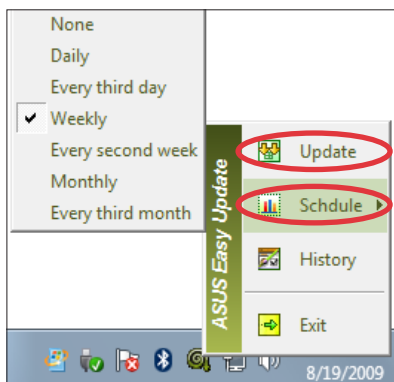 None
Daily
Every third day
Weekly
Every second week
Monthly
Every third month
ASUS Easy Update
Update
Schdule
History
Exit
8/19/2009